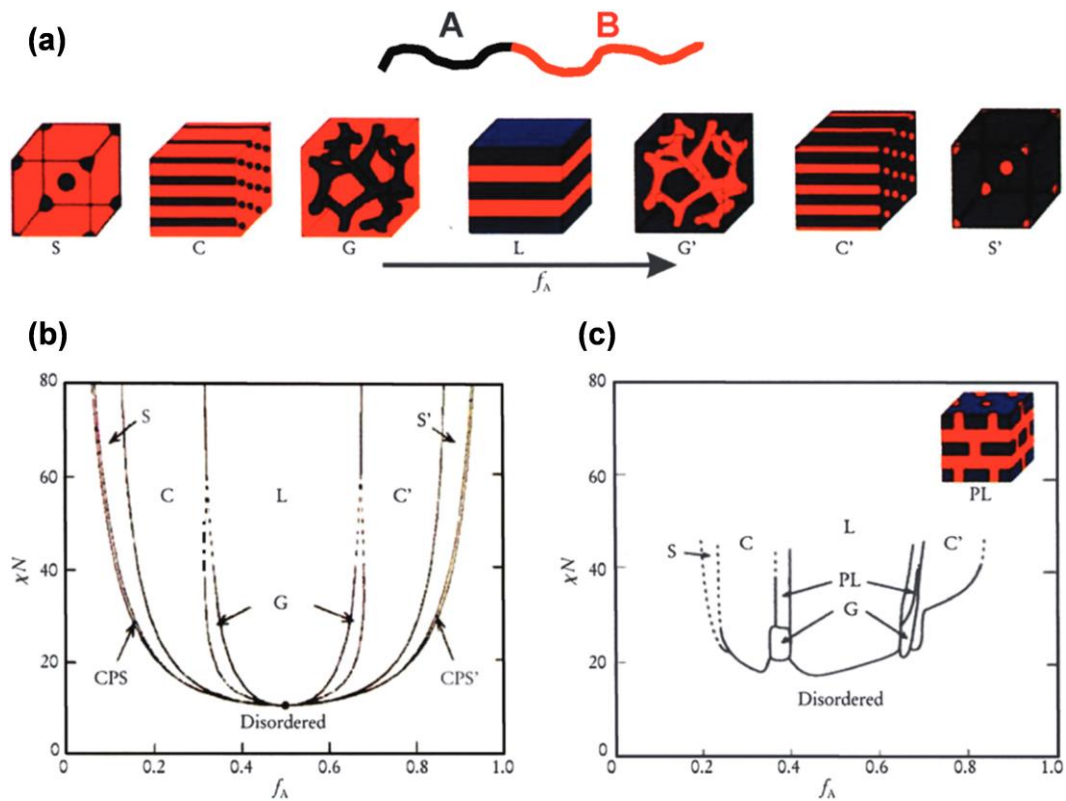 (a)
A B
S C G L G' C' S'
fA
(b) (c)
80
S S'
60
C L C'
χN
40
G
20
CPS CPS'
Disordered
0
0 0.2 0.4 0.6 0.8 1.0
fA
80
PL
60
L
C C'
S
χN
40
PL
G
20
Disordered
0
0 0.2 0.4 0.6 0.8 1.0
fA